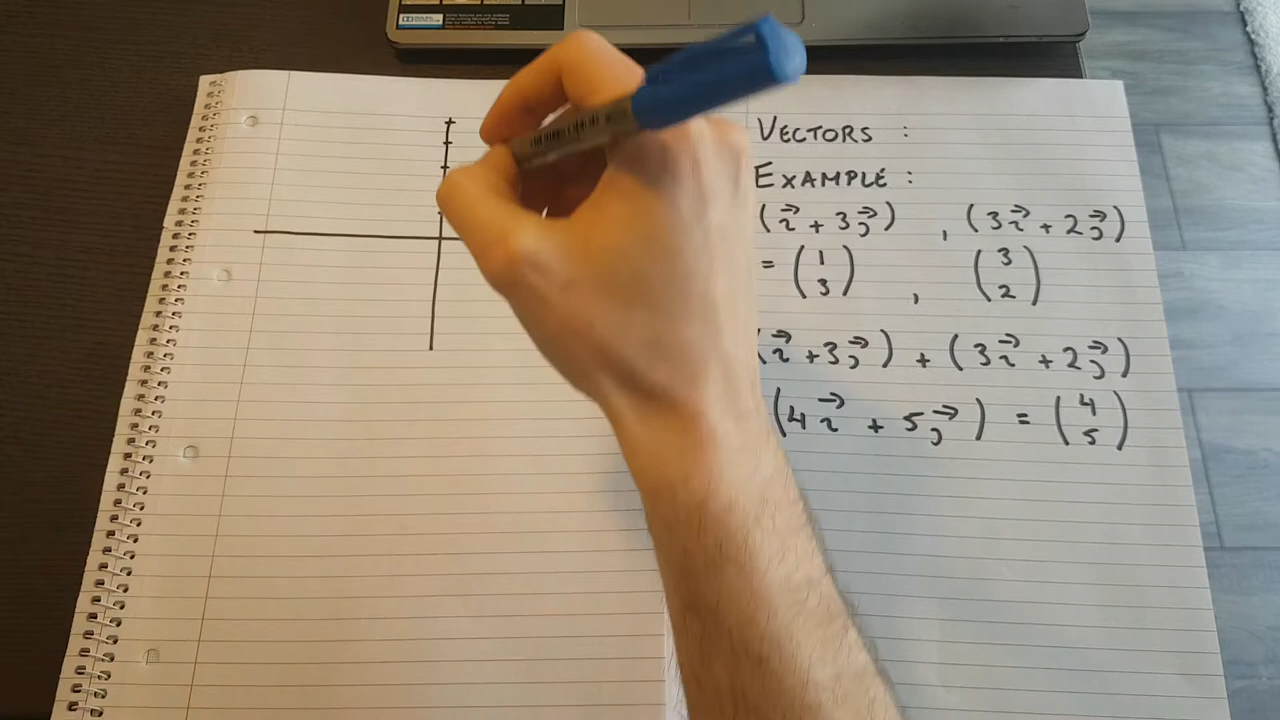 VECTORS :
EXAMPLE :
(i⃗ + 3j⃗) , (3i⃗ + 2j⃗)
= (1 3) , (3 2)
(i⃗ + 3j⃗) + (3i⃗ + 2j⃗)
(4i⃗ + 5j⃗) = (4 5)